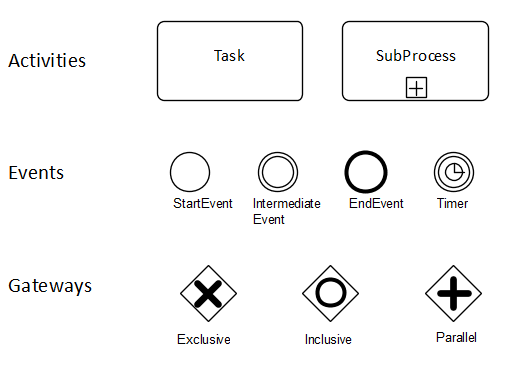 Activities
Task
SubProcess
Events
StartEvent
Intermediate
Event
EndEvent
Timer
Gateways
Exclusive
Inclusive
Parallel